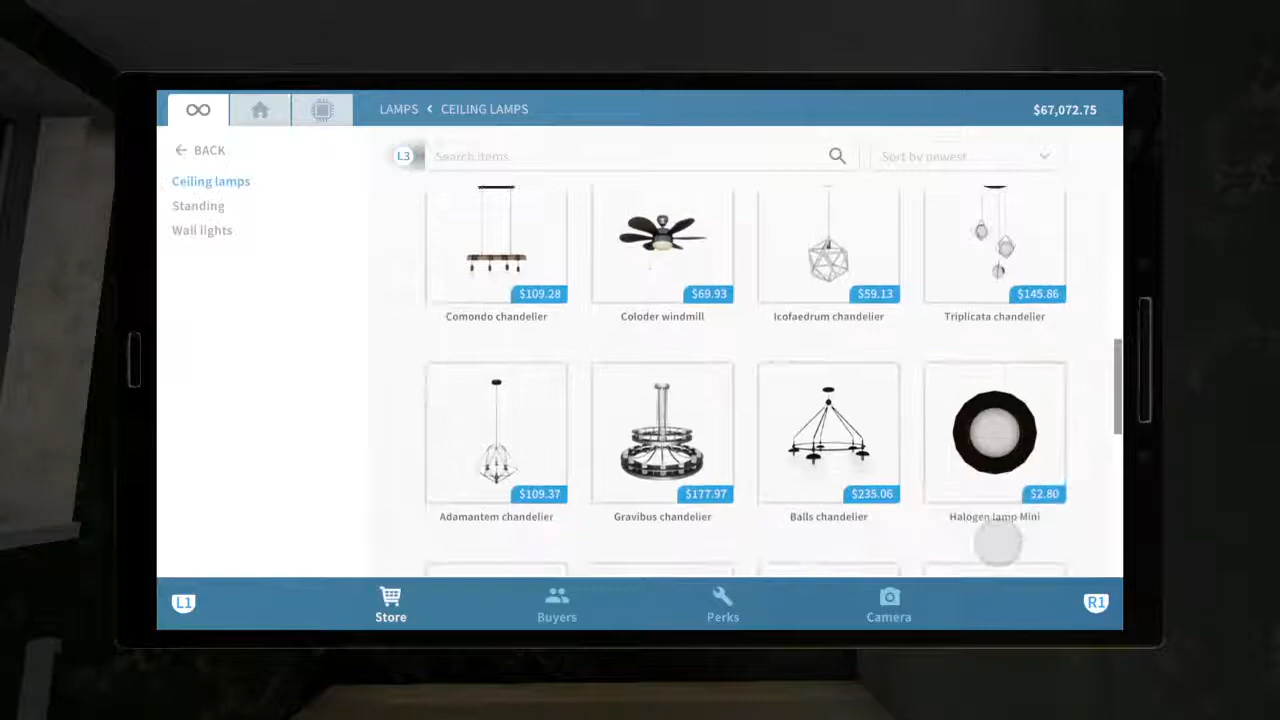 LAMPS < CEILING LAMPS
$67,072.75
BACK
L3
Search items
Sort by newest
Ceiling lamps
Standing
Wall lights
$109.28
$69.93
$59.13
$145.86
Comondo chandelier
Coloder windmill
Icofaedrum chandelier
Triplicata chandelier
$109.37
$177.97
$235.06
$2.80
Adamantem chandelier
Gravibus chandelier
Balls chandelier
Halogen lamp Mini
L1
Store
Buyers
Perks
Camera
R1